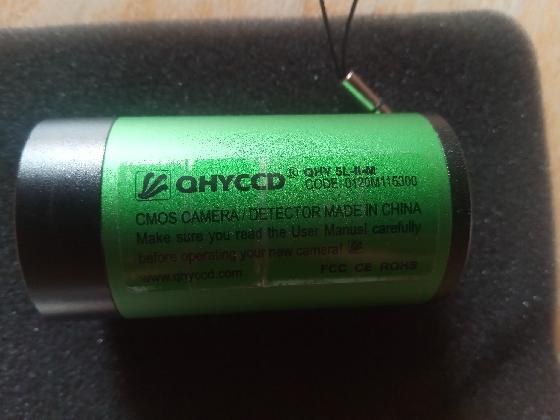 QHYCCD® QHY 5L-II-M
CODE: 0120M115300
CMOS CAMERA / DETECTOR MADE IN CHINA
Make sure you read the User Manual carefully
before operating your new camera!
www.qhyccd.com FCC CE ROHS